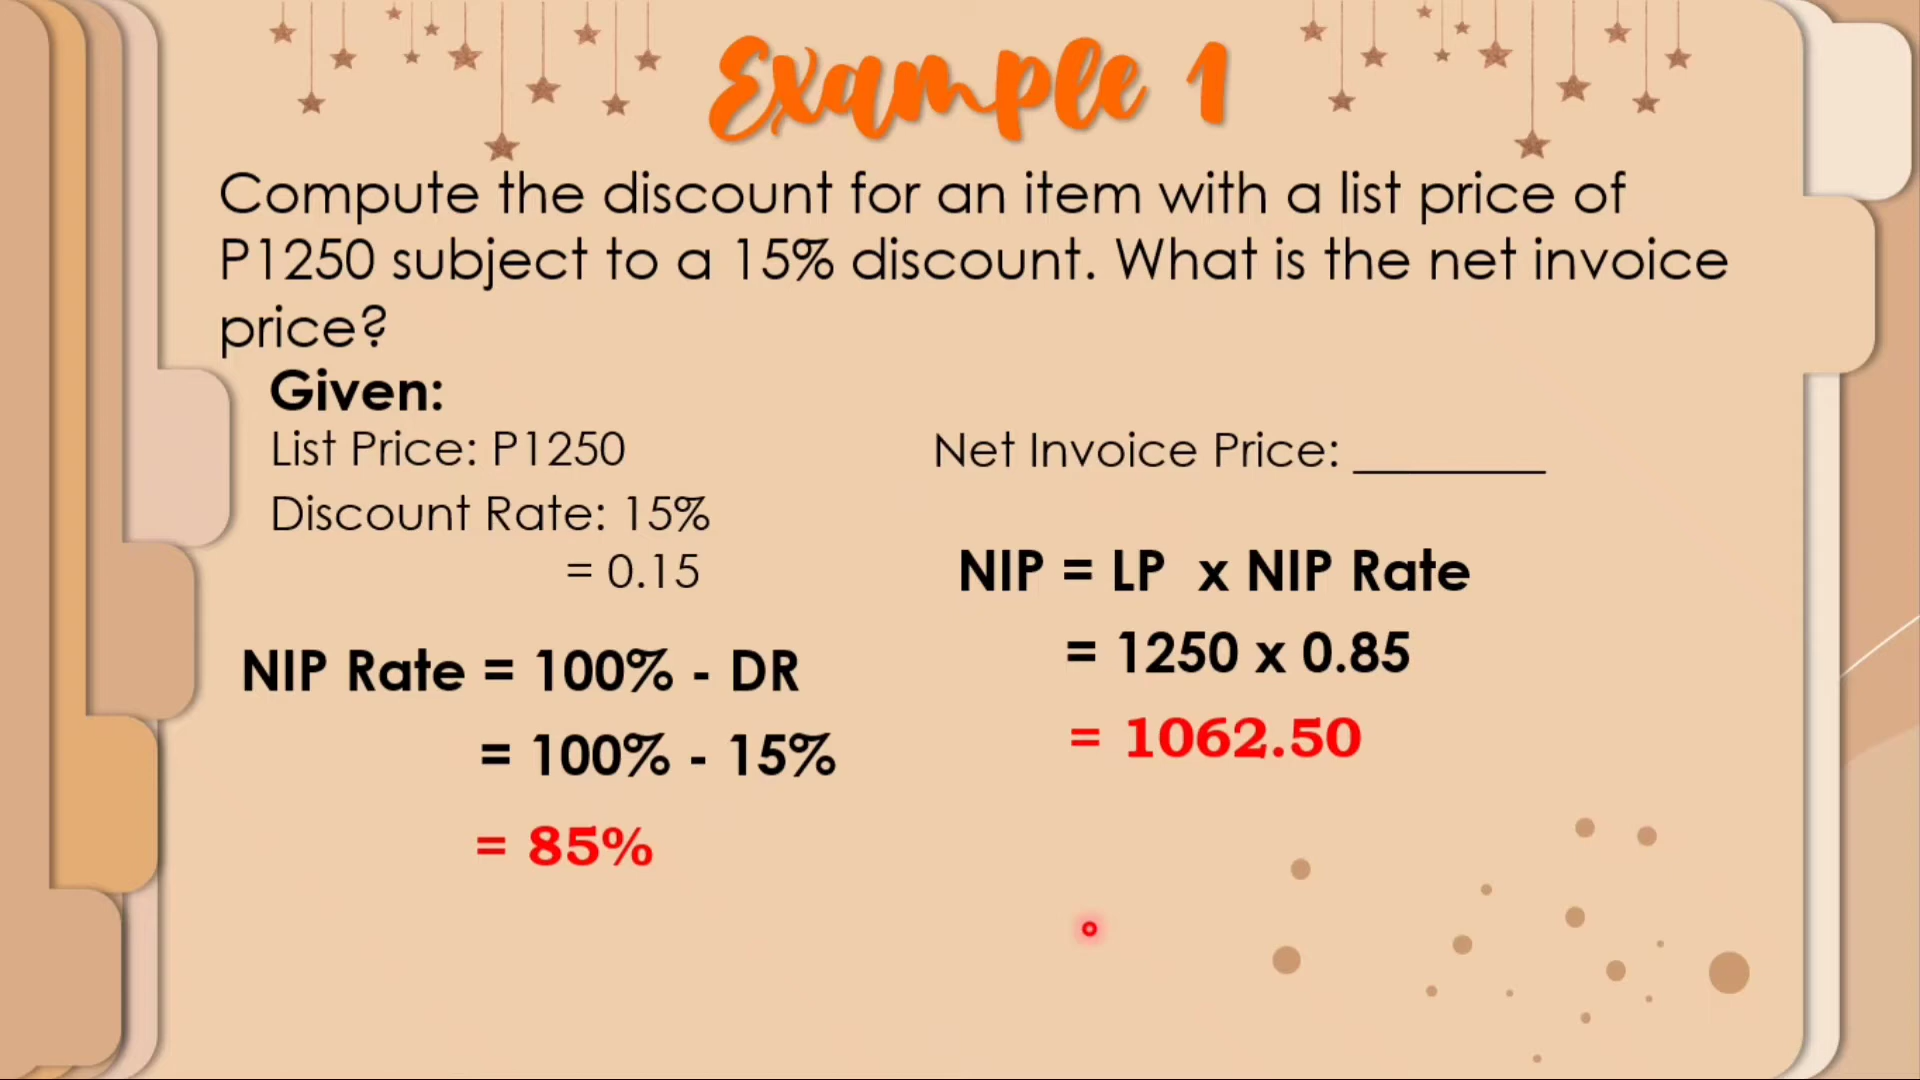 Example 1
Compute the discount for an item with a list price of
P1250 subject to a 15% discount. What is the net invoice
price?
Given:
List Price: P1250
Discount Rate: 15%
= 0.15
NIP Rate = 100% - DR
= 100% - 15%
= 85%
Net Invoice Price: ________
NIP = LP x NIP Rate
= 1250 x 0.85
= 1062.50